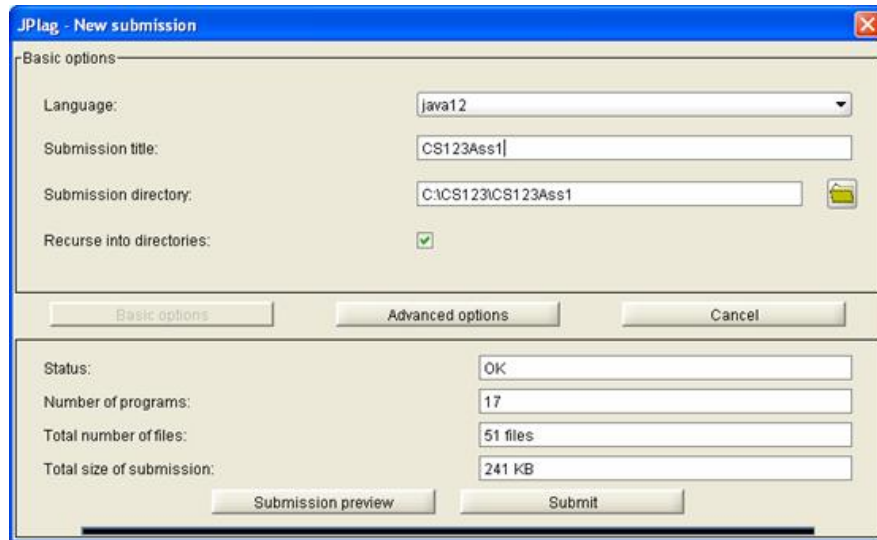 JPlag - New submission
Basic options
Language: java12
Submission title: CS123Ass1
Submission directory: C:\CS123\CS123Ass1
Recurse into directories:
Basic options Advanced options Cancel
Status: OK
Number of programs: 17
Total number of files: 51 files
Total size of submission: 241 KB
Submission preview Submit